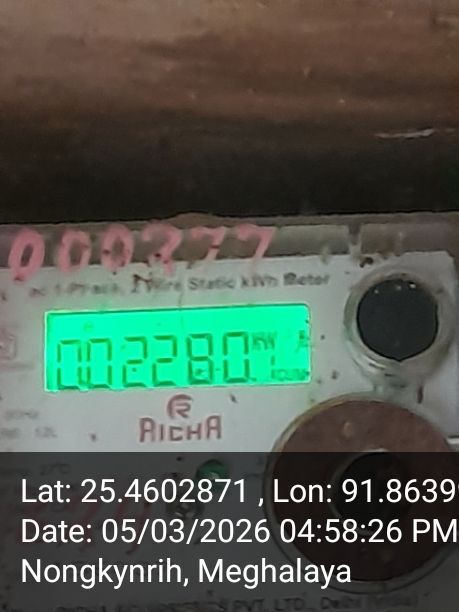 000277
ac 1-Phase, 2 Wire Static kWh Meter
002280
KW
RICHA
Lat: 25.4602871 , Lon: 91.8639
Date: 05/03/2026 04:58:26 PM
Nongkynrih, Meghalaya